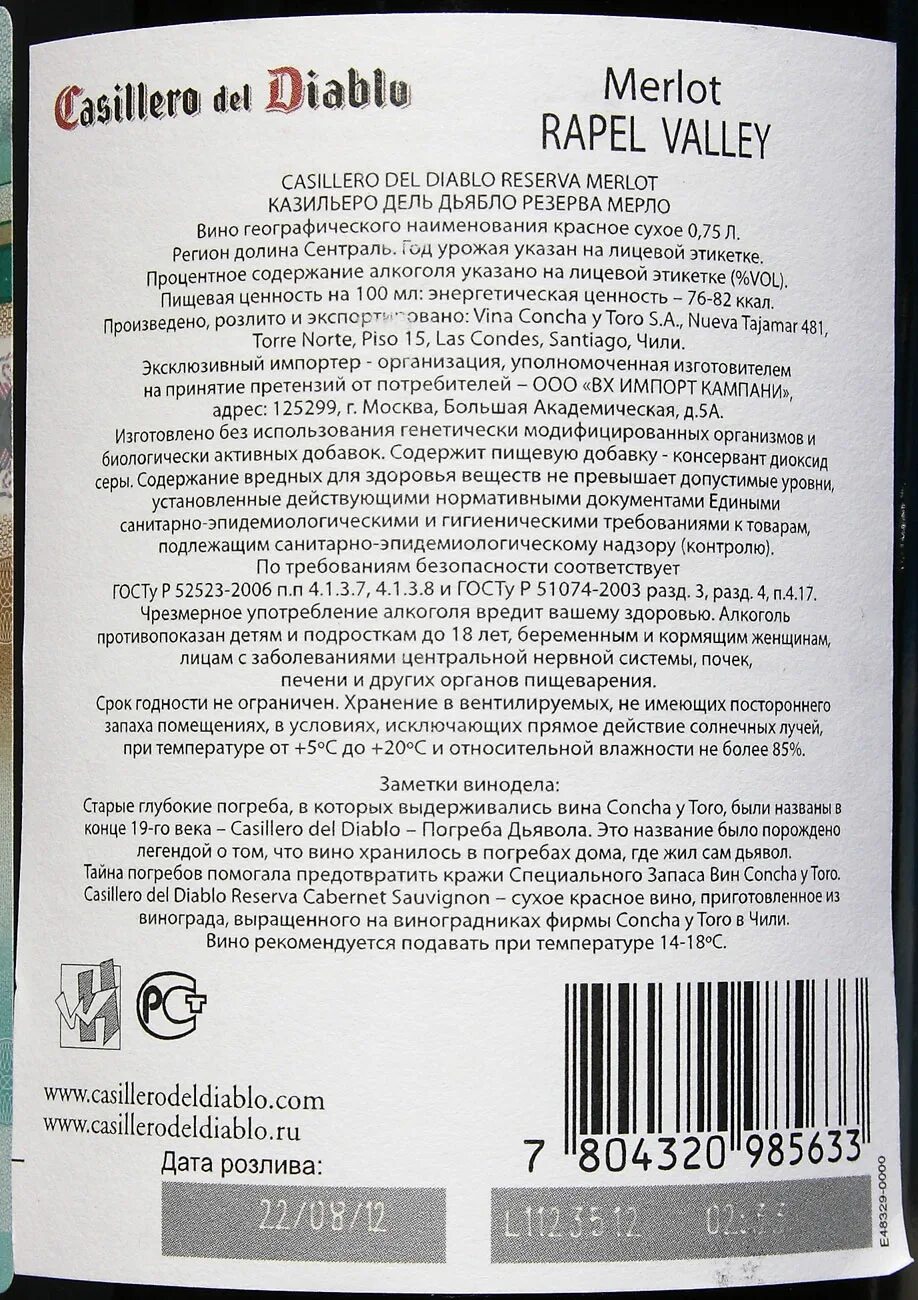 Casillero del Diablo
Merlot
RAPEL VALLEY
CASILLERO DEL DIABLO RESERVA MERLOT
КАЗИЛЬЕРО ДЕЛЬ ДЬЯБЛО РЕЗЕРВА МЕРЛО
Вино географического наименования красное сухое 0,75 Л.
Регион долина Сентраль. Год урожая указан на лицевой этикетке.
Процентное содержание алкоголя указано на лицевой этикетке (%VOL).
Пищевая ценность на 100 мл: энергетическая ценность – 76-82 ккал.
Произведено, розлито и экспортировано: Vina Concha y Toro S.A., Nueva Tajamar 481,
Torre Norte, Piso 15, Las Condes, Santiago, Чили.
Эксклюзивный импортер - организация, уполномоченная изготовителем
на принятие претензий от потребителей – ООО «ВХ ИМПОРТ КАМПАНИ»,
адрес: 125299, г. Москва, Большая Академическая, д.5А.
Изготовлено без использования генетически модифицированных организмов и
биологически активных добавок. Содержит пищевую добавку - консервант диоксид
серы. Содержание вредных для здоровья веществ не превышает допустимые уровни,
установленные действующими нормативными документами Едиными
санитарно-эпидемиологическими и гигиеническими требованиями к товарам,
подлежащим санитарно-эпидемиологическому надзору (контролю).
По требованиям безопасности соответствует
ГОСТу Р 52523-2006 п.п 4.1.3.7, 4.1.3.8 и ГОСТу Р 51074-2003 разд. 3, разд. 4, п.4.17.
Чрезмерное употребление алкоголя вредит вашему здоровью. Алкоголь
противопоказан детям и подросткам до 18 лет, беременным и кормящим женщинам,
лицам с заболеваниями центральной нервной системы, почек,
печени и других органов пищеварения.
Срок годности не ограничен. Хранение в вентилируемых, не имеющих постороннего
запаха помещениях, в условиях, исключающих прямое действие солнечных лучей,
при температуре от +5ºС до +20ºС и относительной влажности не более 85%.
Заметки винодела:
Старые глубокие погреба, в которых выдерживались вина Concha y Toro, были названы в
конце 19-го века – Casillero del Diablo – Погреба Дьявола. Это название было порождено
легендой о том, что вино хранилось в погребах дома, где жил сам дьявол.
Тайна погребов помогала предотвратить кражи Специального Запаса Вин Concha y Toro.
Casillero del Diablo Reserva Cabernet Sauvignon – сухое красное вино, приготовленное из
винограда, выращенного на виноградниках фирмы Concha y Toro в Чили.
Вино рекомендуется подавать при температуре 14-18ºС.
РСТ
www.casillerodeldiablo.com
www.casillerodeldiablo.ru
7 804320 985633
Дата розлива:
22/08/12
L1123512
E48329-0000